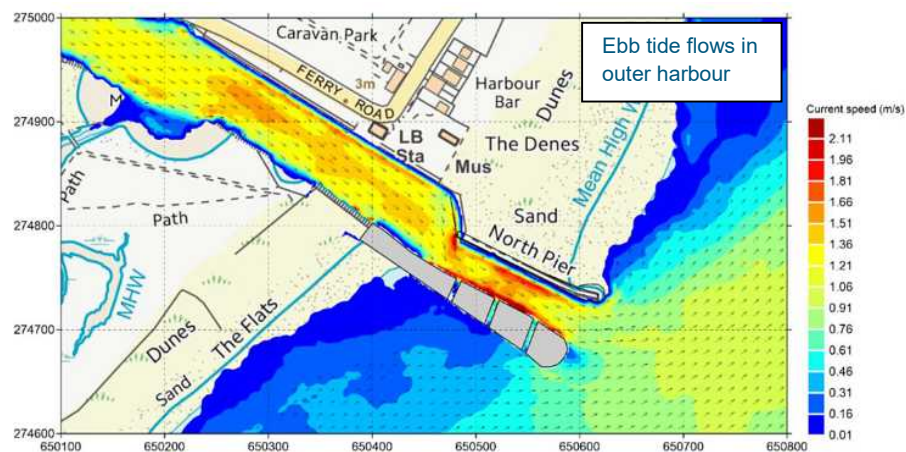 275000
274900
274800
274700
274600
650100
650200
650300
650400
650500
650600
650700
650800
Caravan Park
FERRY ROAD
3m
Harbour
Bar
Dunes
LB
Sta
Mus
The Denes
Mean High W
Sand
North Pier
M
Path
Path
MHW
Dunes
The Flats
Sand
Ebb tide flows in
outer harbour
Current speed (m/s)
2.11
1.96
1.81
1.66
1.51
1.36
1.21
1.06
0.91
0.76
0.61
0.46
0.31
0.16
0.01